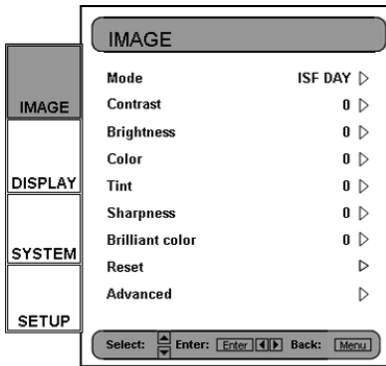 IMAGE
DISPLAY
SYSTEM
SETUP
IMAGE
Mode ISF DAY
Contrast 0
Brightness 0
Color 0
Tint 0
Sharpness 0
Brilliant color 0
Reset
Advanced
Select: Enter: Enter Back: Menu